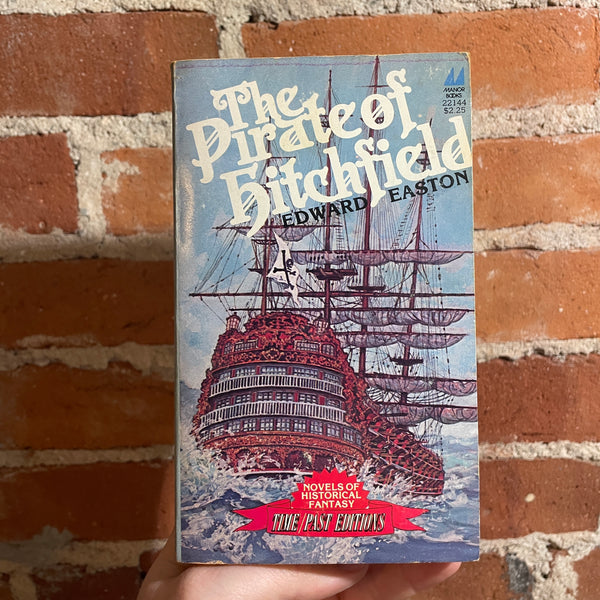 The
Pirate of
Hitchfield
EDWARD EASTON
MANOR
BOOKS
22144
$2.25
NOVELS OF
HISTORICAL
FANTASY
TIME/PAST EDITIONS